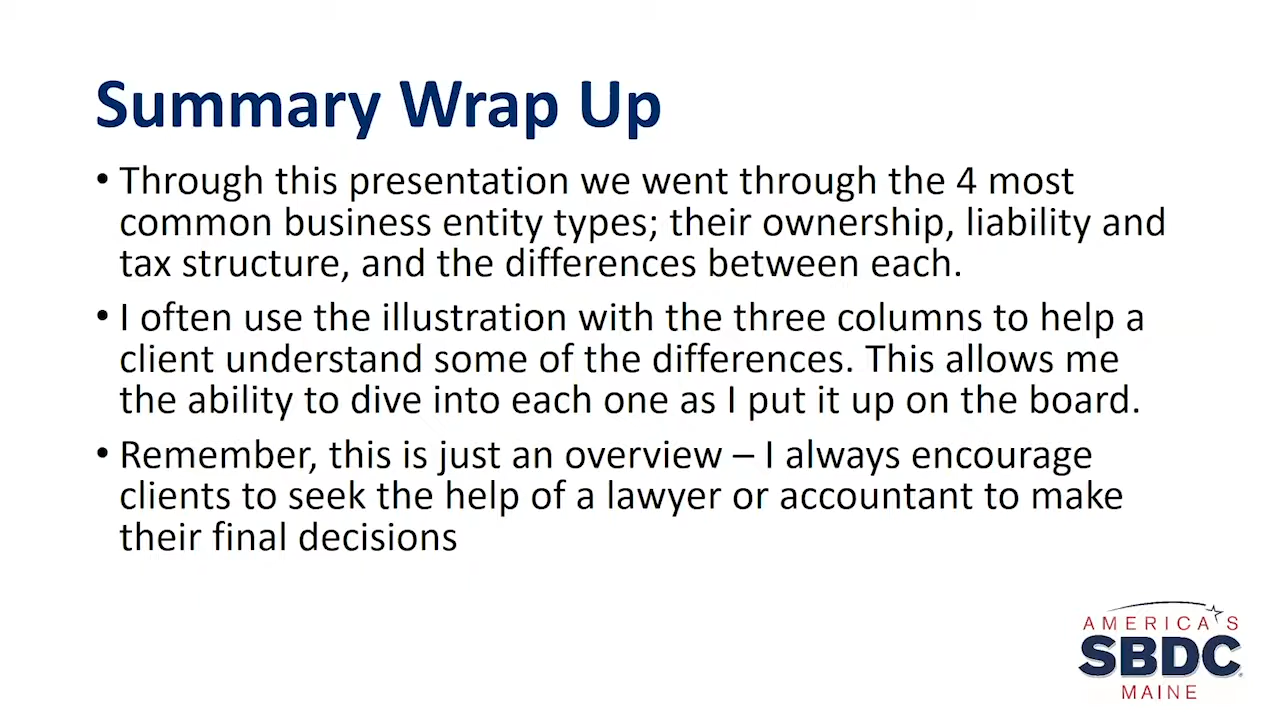 Summary Wrap Up
• Through this presentation we went through the 4 most
common business entity types; their ownership, liability and
tax structure, and the differences between each.
• I often use the illustration with the three columns to help a
client understand some of the differences. This allows me
the ability to dive into each one as I put it up on the board.
• Remember, this is just an overview – I always encourage
clients to seek the help of a lawyer or accountant to make
their final decisions
AMERICA'S
SBDC
MAINE